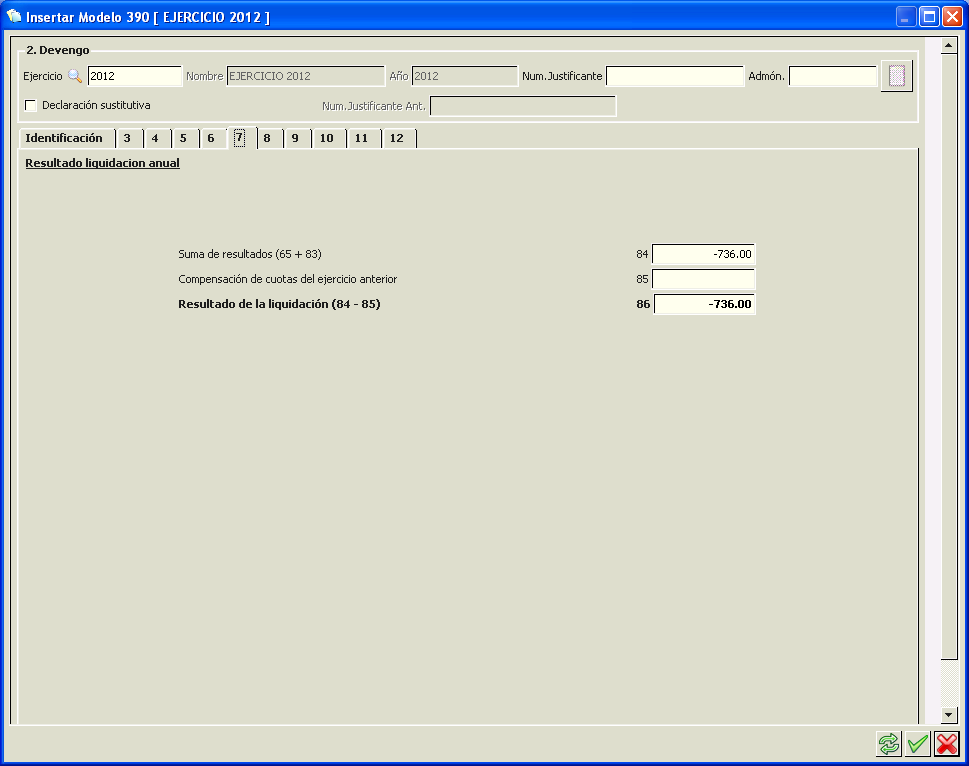 Insertar Modelo 390 [ EJERCICIO 2012 ]
2. Devengo
Ejercicio 2012 Nombre EJERCICIO 2012 Año 2012 Num.Justificante Admón.
Declaración sustitutiva Num.Justificante Ant.
Identificación 3 4 5 6 7 8 9 10 11 12
Resultado liquidacion anual
Suma de resultados (65 + 83) 84 -736.00
Compensación de cuotas del ejercicio anterior 85
Resultado de la liquidación (84 - 85) 86 -736.00